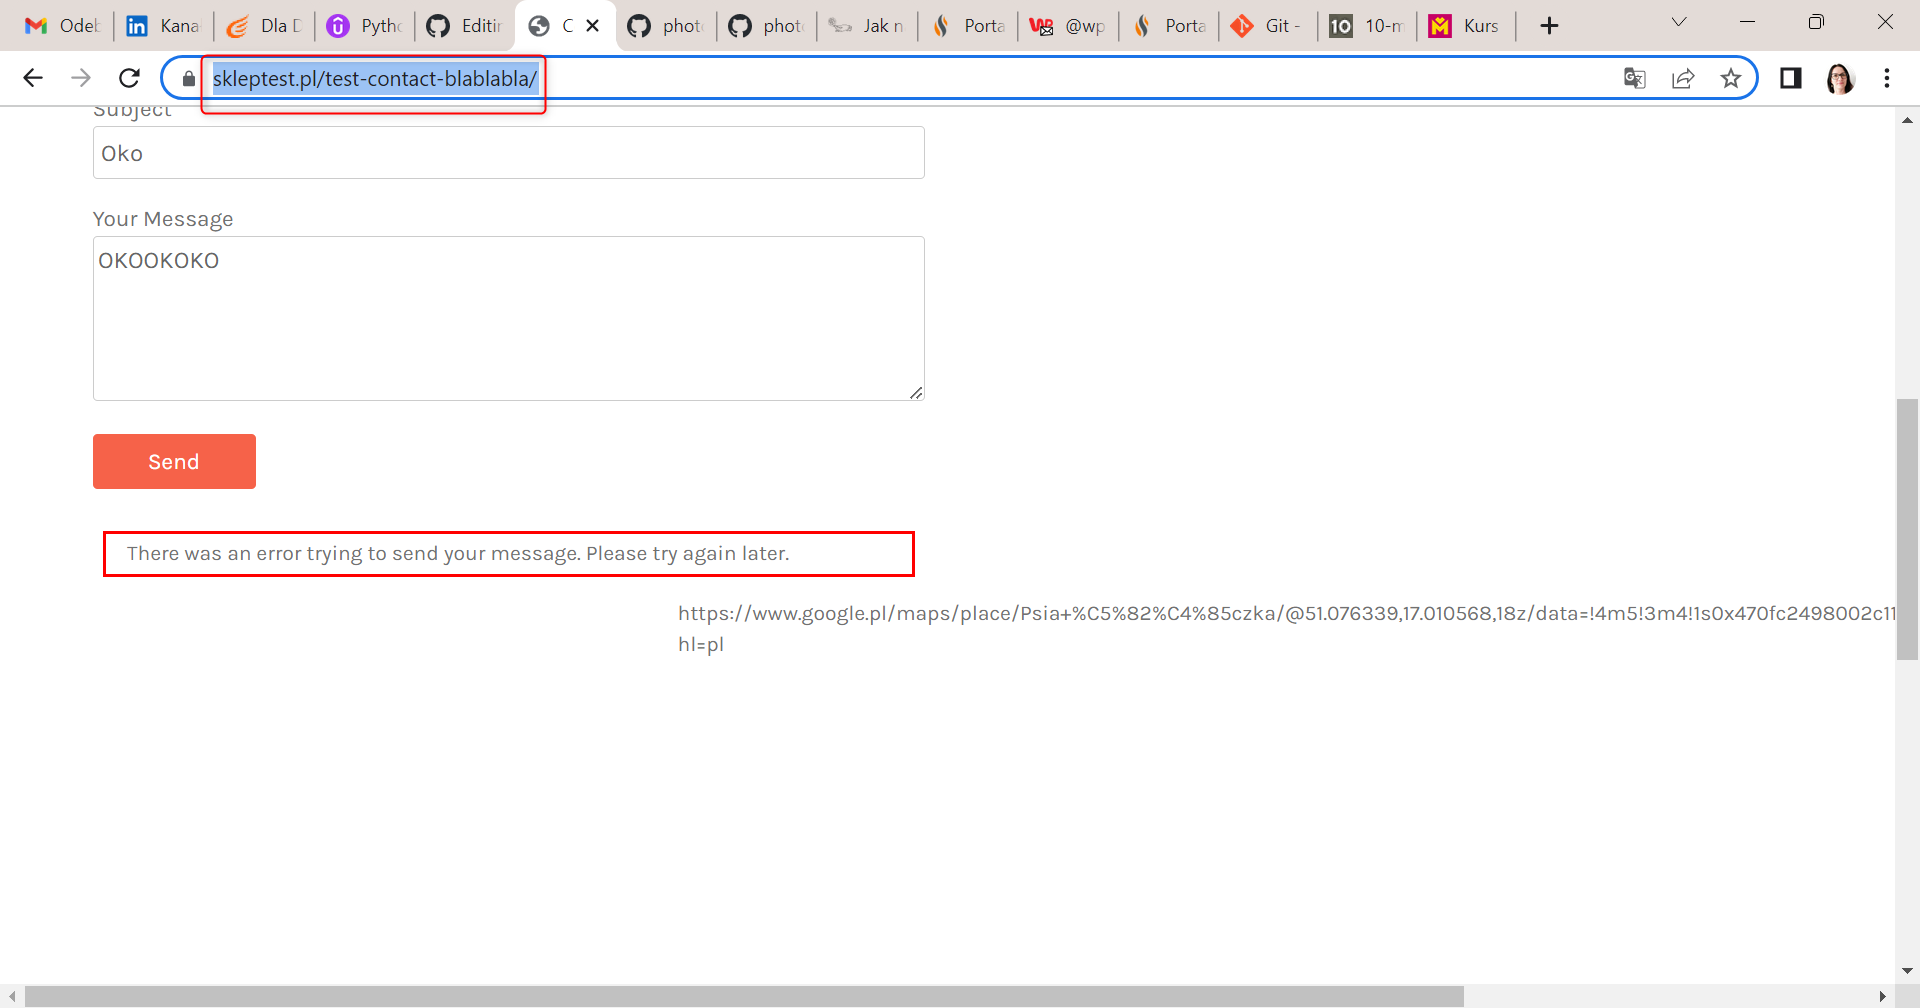 Odeb
Kana
Dla D
Pytho
Editin
C
photo
photo
Jak n
Porta
@wp
Porta
Git -
10-m
Kurs
skleptest.pl/test-contact-blablabla/
Subject
Oko
Your Message
OKOOKOKO
Send
There was an error trying to send your message. Please try again later.
https://www.google.pl/maps/place/Psia+%C5%82%C4%85czka/@51.076339,17.010568,18z/data=!4m5!3m4!1s0x470fc2498002c11
hl=pl